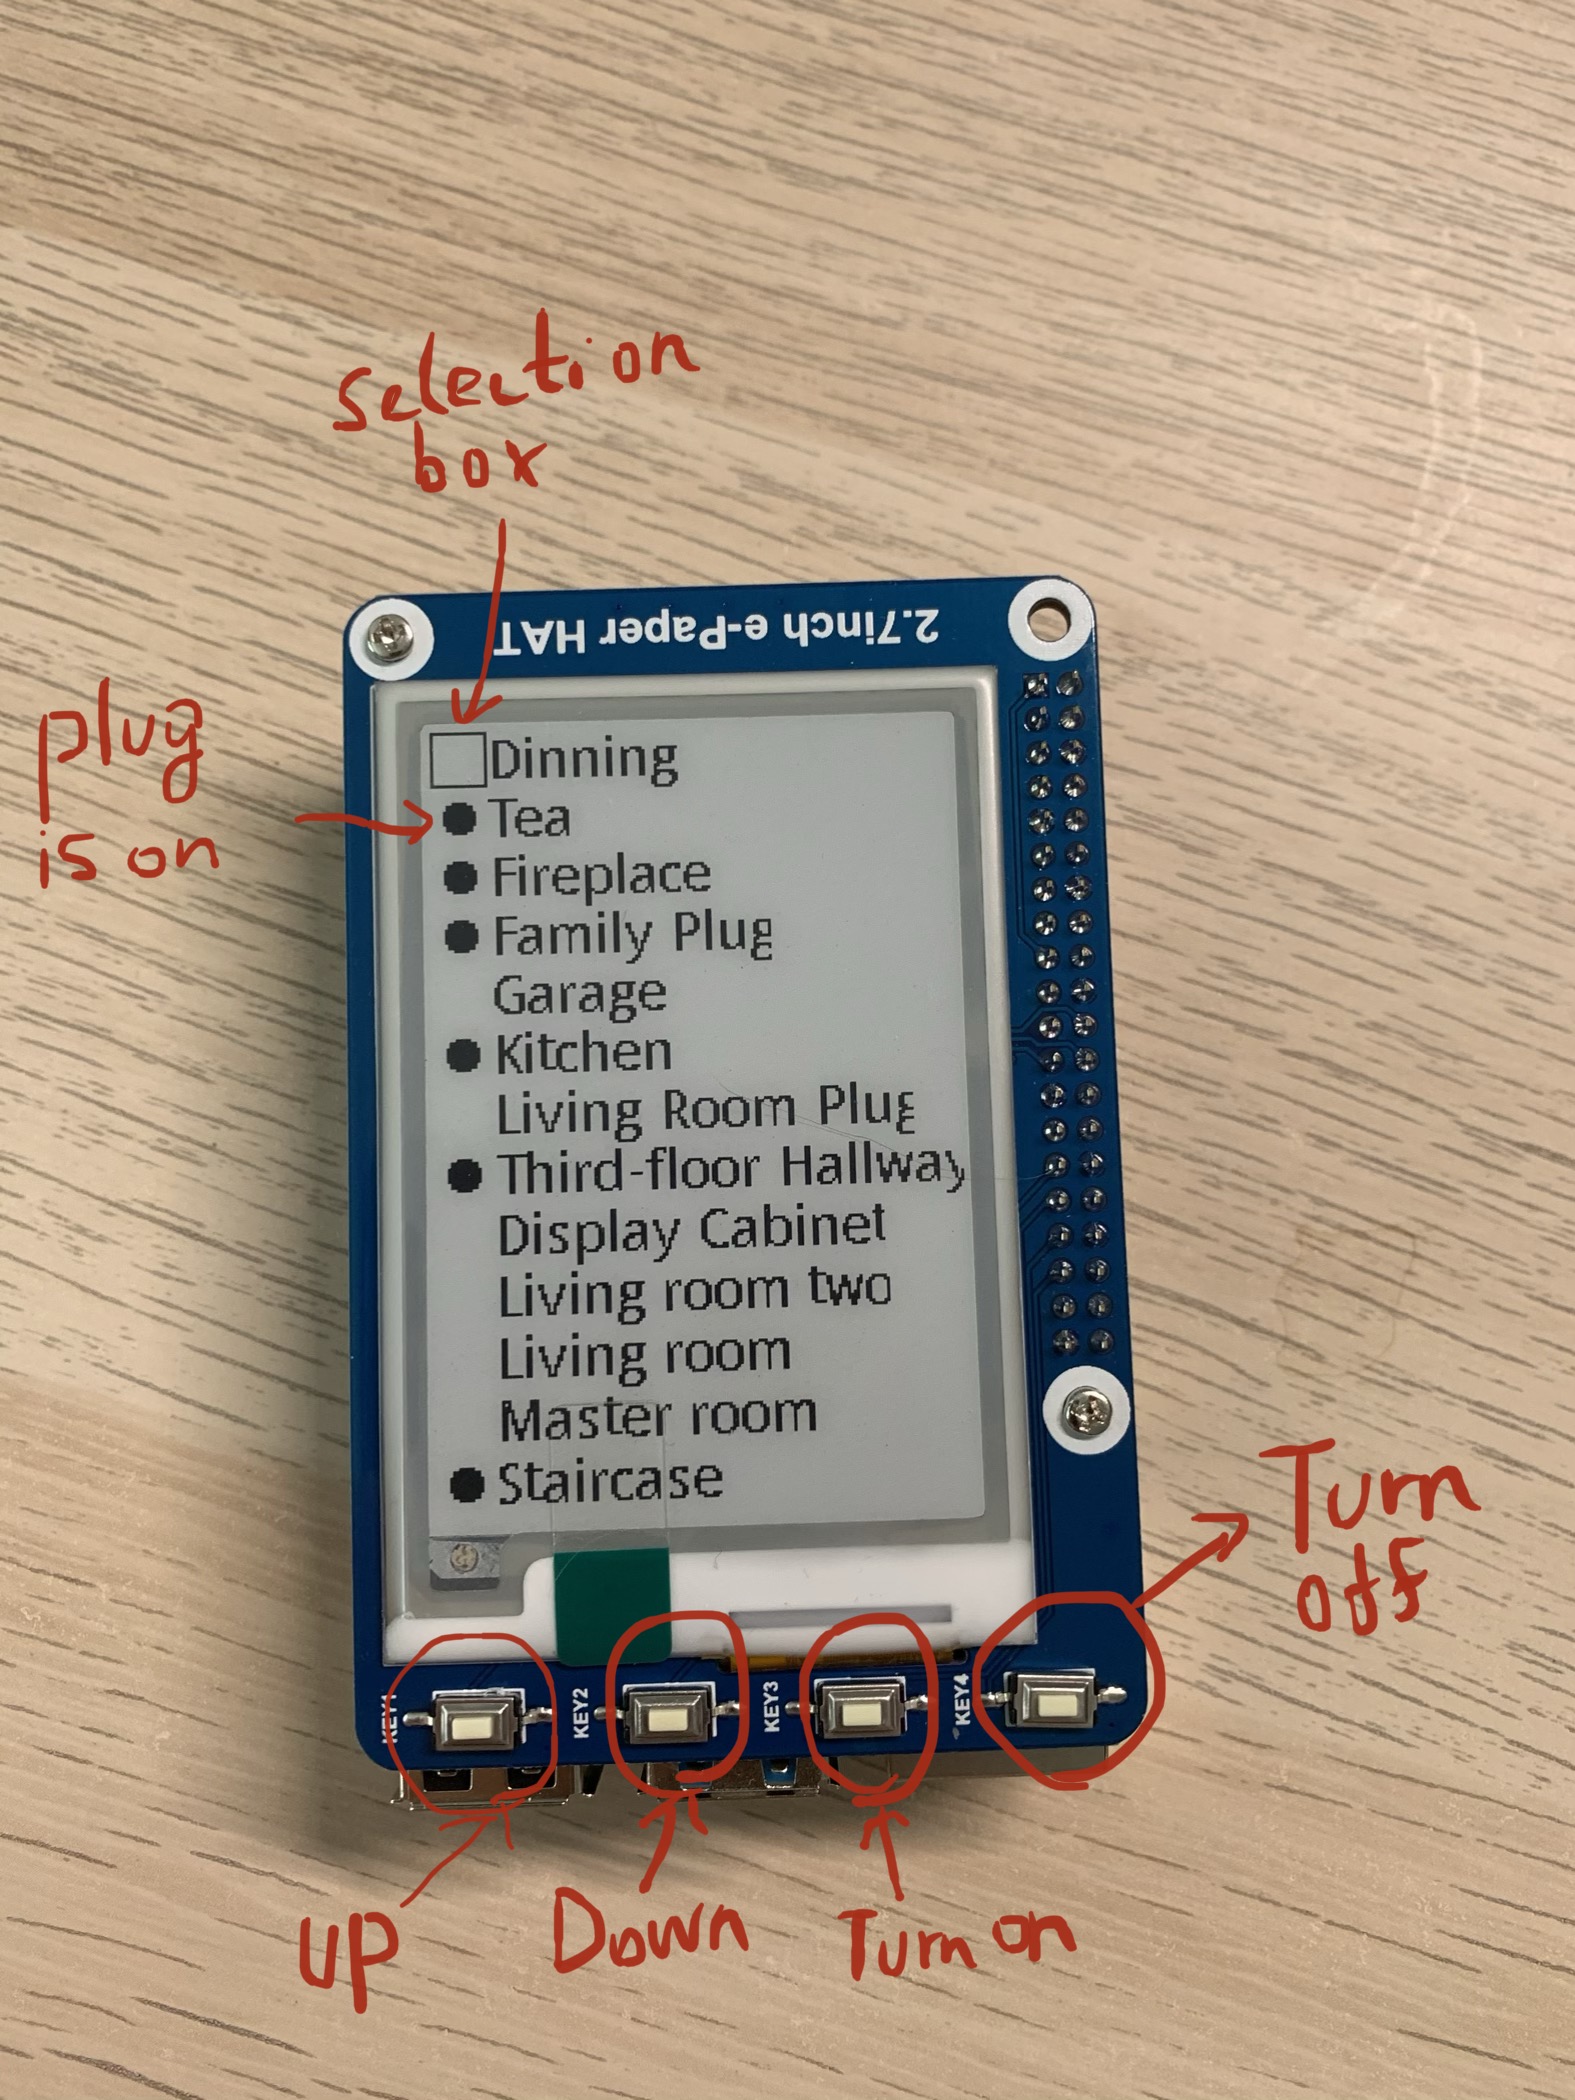 selection
box
2.7inch e-Paper HAT
plug
is on
Dinning
Tea
Fireplace
Family Plug
Garage
Kitchen
Living Room Plug
Third-floor Hallway
Display Cabinet
Living room two
Living room
Master room
Staircase
Turn
off
KEY1
KEY2
KEY3
KEY4
up
Down
Turn on